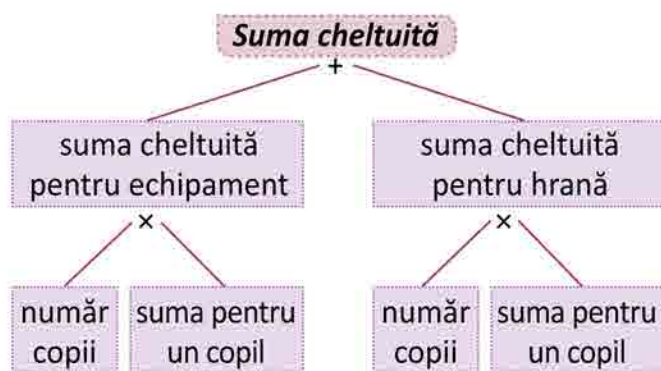 Suma cheltuită
+
suma cheltuită
pentru echipament
suma cheltuită
pentru hrană
×
×
număr
copii
suma pentru
un copil
număr
copii
suma pentru
un copil